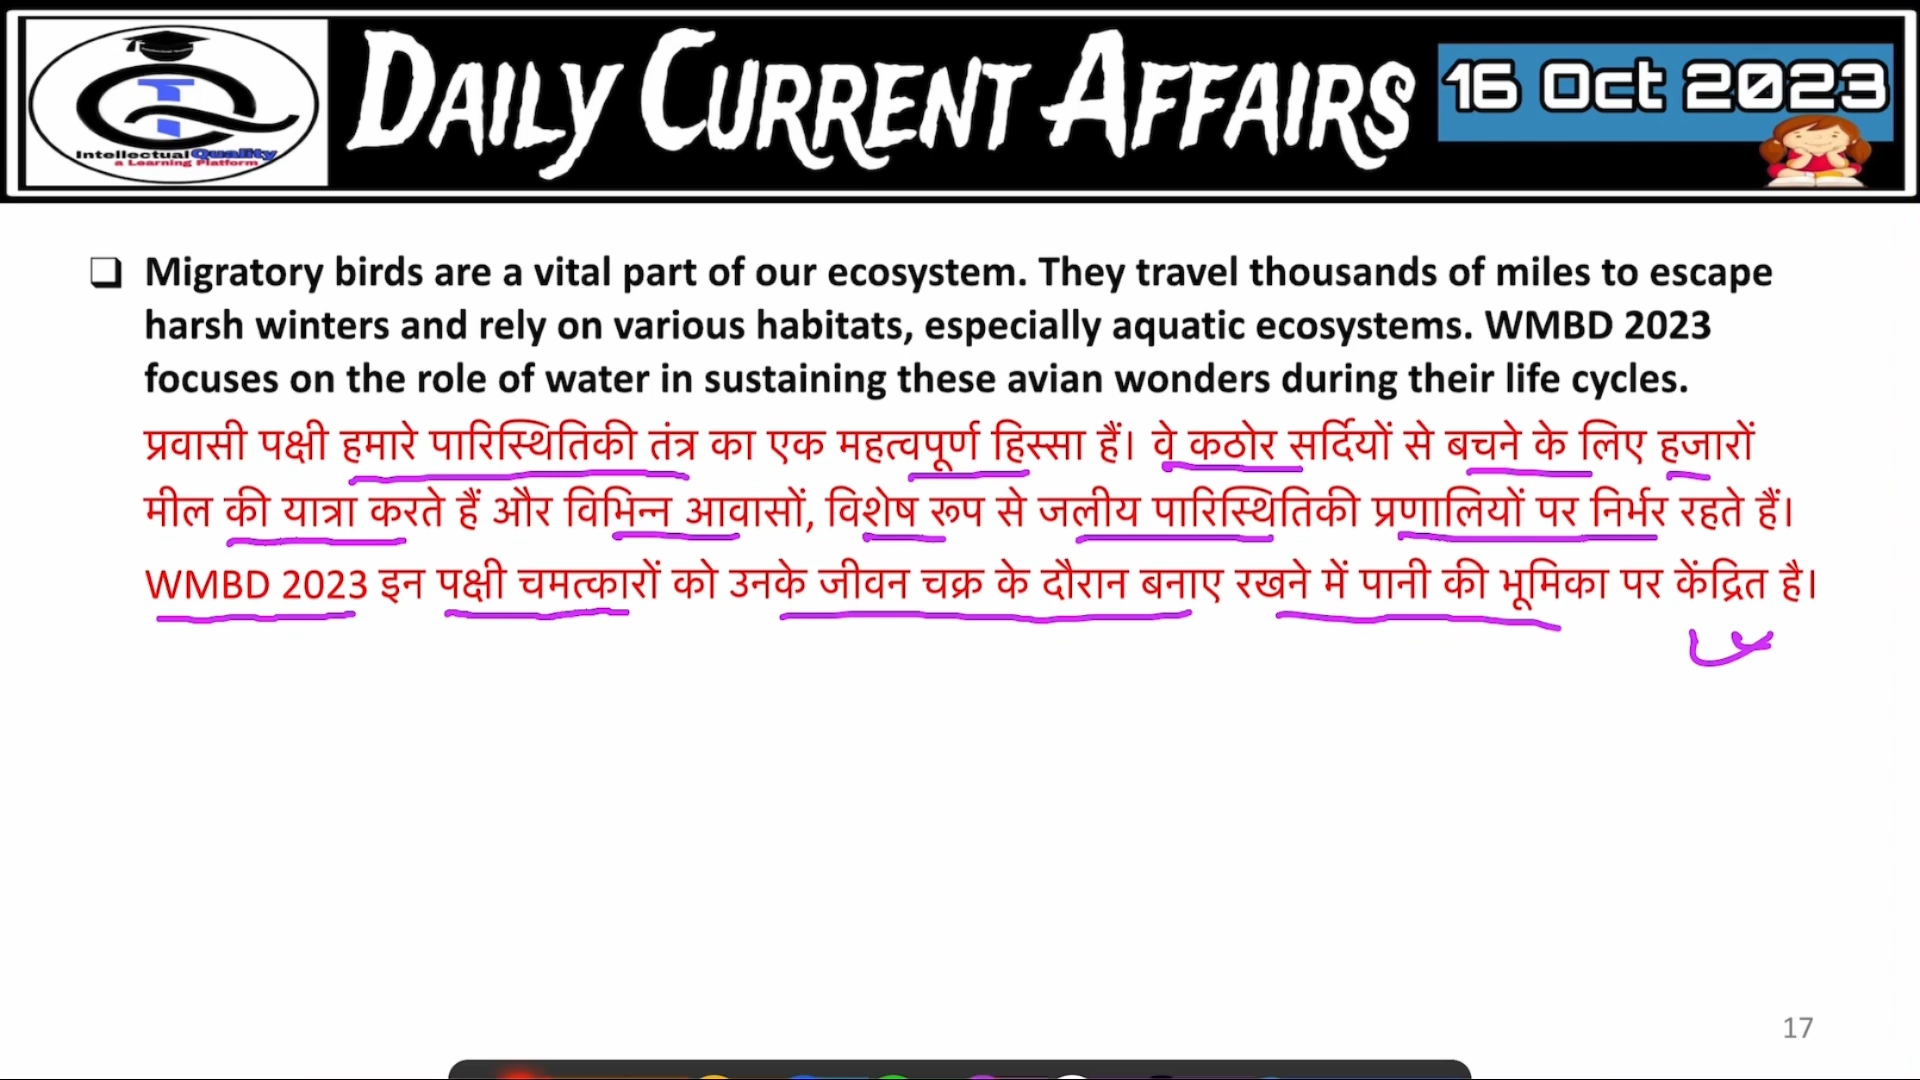 DAILY CURRENT AFFAIRS
16 Oct 2023
Intellectual Quality
a Learning Platform
❑ Migratory birds are a vital part of our ecosystem. They travel thousands of miles to escape
harsh winters and rely on various habitats, especially aquatic ecosystems. WMBD 2023
focuses on the role of water in sustaining these avian wonders during their life cycles.
प्रवासी पक्षी हमारे पारिस्थितिकी तंत्र का एक महत्वपूर्ण हिस्सा हैं। वे कठोर सर्दियों से बचने के लिए हजारों
मील की यात्रा करते हैं और विभिन्न आवासों, विशेष रूप से जलीय पारिस्थितिकी प्रणालियों पर निर्भर रहते हैं।
WMBD 2023 इन पक्षी चमत्कारों को उनके जीवन चक्र के दौरान बनाए रखने में पानी की भूमिका पर केंद्रित है।
17